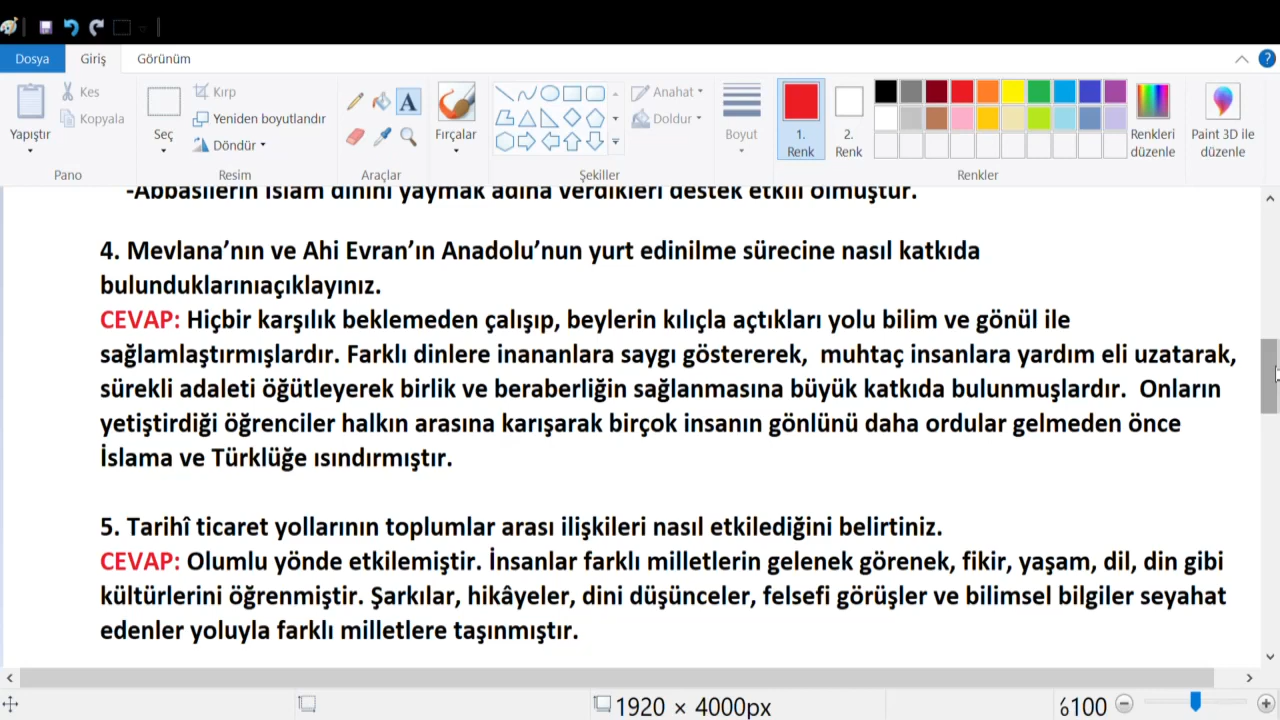 Dosya Giriş Görünüm
Yapıştır Kes Kopyala Pano
Seç Kırp Yeniden boyutlandır Döndür Resim
A Araçlar
Fırçalar
Şekiller Anahat Doldur
Boyut
1. Renk 2. Renk Renkler Renkleri düzenle Paint 3D ile düzenle
-Abbasilerin İslam dinini yaymak adına verdikleri destek etkili olmuştur.
4. Mevlana’nın ve Ahi Evran’ın Anadolu’nun yurt edinilme sürecine nasıl katkıda
bulunduklarınıaçıklayınız.
CEVAP: Hiçbir karşılık beklemeden çalışıp, beylerin kılıçla açtıkları yolu bilim ve gönül ile
sağlamlaştırmışlardır. Farklı dinlere inananlara saygı göstererek, muhtaç insanlara yardım eli uzatarak,
sürekli adaleti öğütleyerek birlik ve beraberliğin sağlanmasına büyük katkıda bulunmuşlardır. Onların
yetiştirdiği öğrenciler halkın arasına karışarak birçok insanın gönlünü daha ordular gelmeden önce
İslama ve Türklüğe ısındırmıştır.
5. Tarihî ticaret yollarının toplumlar arası ilişkileri nasıl etkilediğini belirtiniz.
CEVAP: Olumlu yönde etkilemiştir. İnsanlar farklı milletlerin gelenek görenek, fikir, yaşam, dil, din gibi
kültürlerini öğrenmiştir. Şarkılar, hikâyeler, dini düşünceler, felsefi görüşler ve bilimsel bilgiler seyahat
edenler yoluyla farklı milletlere taşınmıştır.
1920 × 4000px 100